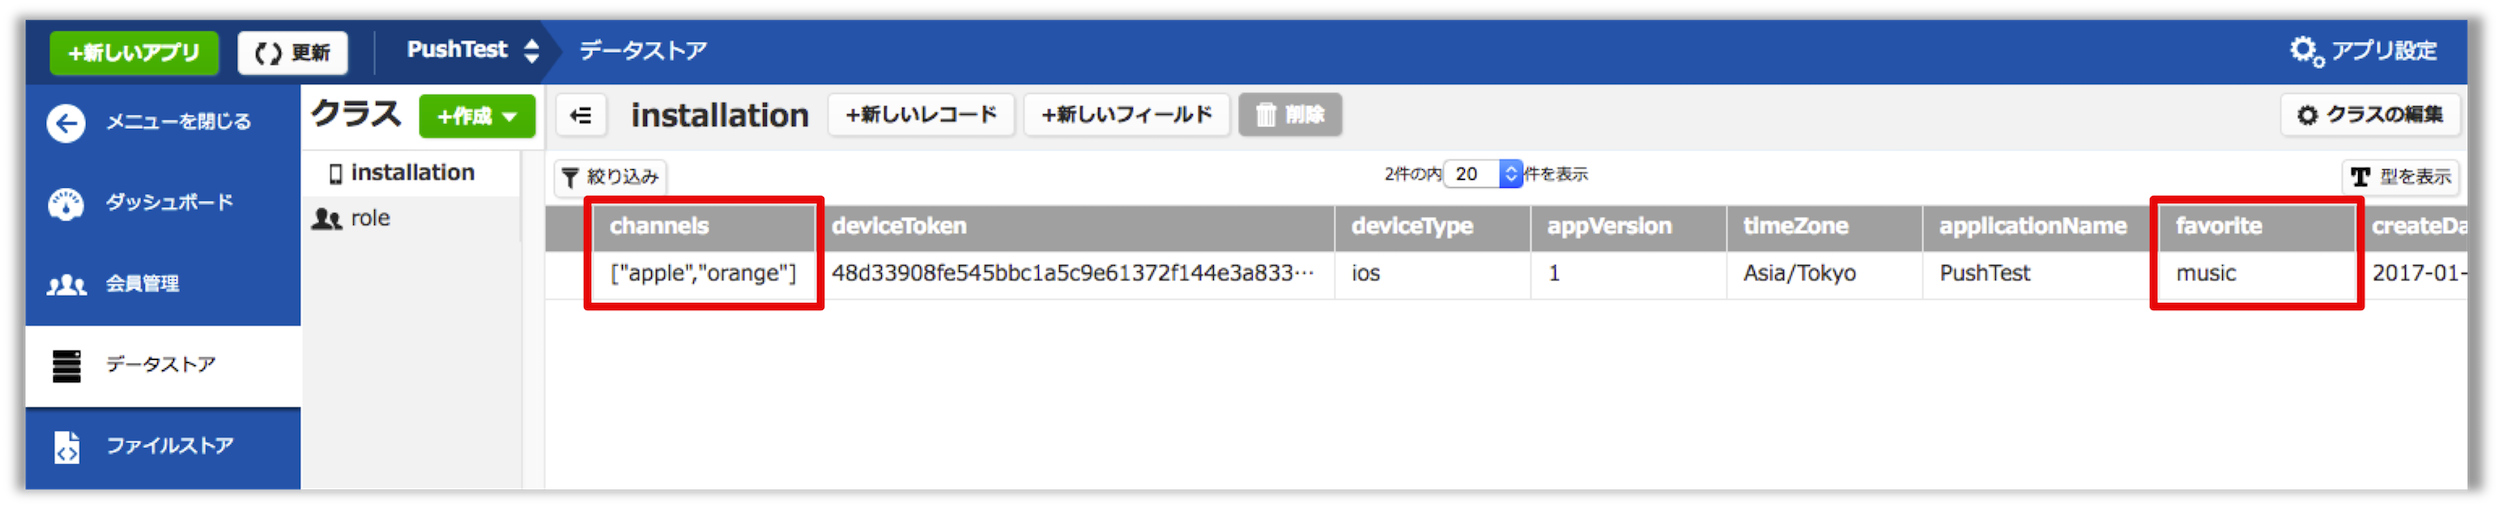 +新しいアプリ 更新 PushTest データストア アプリ設定
メニューを閉じる
ダッシュボード
会員管理
データストア
ファイルストア
クラス +作成
installation
role
installation +新しいレコード +新しいフィールド 削除 クラスの編集
絞り込み 2件の内 20 件を表示 型を表示
channels deviceToken deviceType appVersion timeZone applicationName favorite createDa
["apple","orange"] 48d33908fe545bbc1a5c9e61372f144e3a833… ios 1 Asia/Tokyo PushTest music 2017-01-